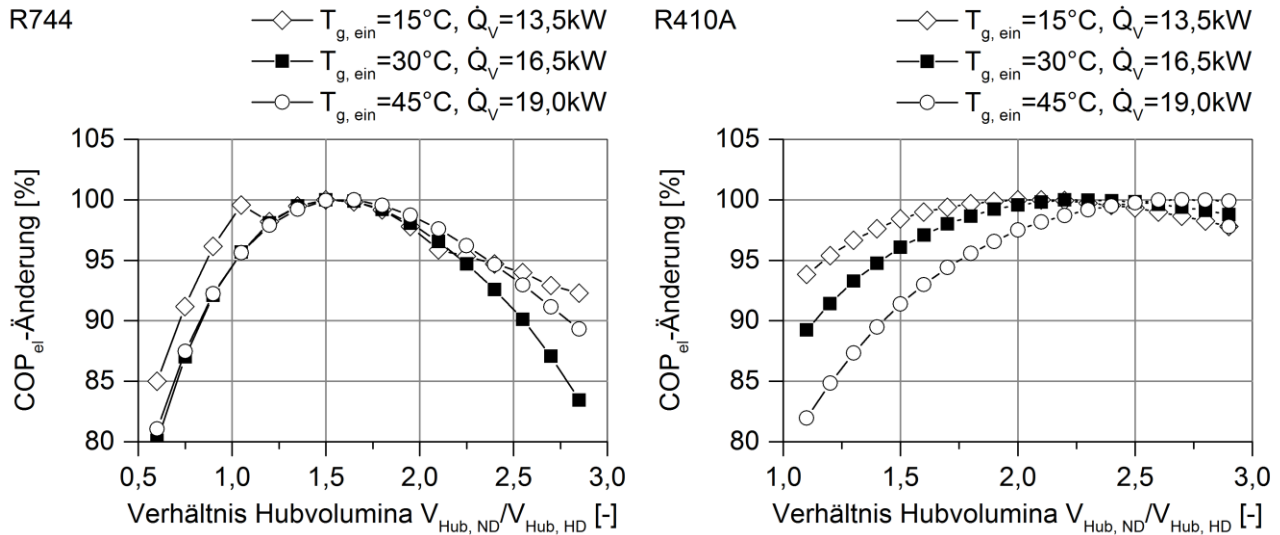 R744
T_g, ein=15°C, Q̇_V=13,5kW
T_g, ein=30°C, Q̇_V=16,5kW
T_g, ein=45°C, Q̇_V=19,0kW
105
100
95
90
85
80
COP_el-Änderung [%]
0,5 1,0 1,5 2,0 2,5 3,0
Verhältnis Hubvolumina V_Hub, ND/V_Hub, HD [-]
R410A
T_g, ein=15°C, Q̇_V=13,5kW
T_g, ein=30°C, Q̇_V=16,5kW
T_g, ein=45°C, Q̇_V=19,0kW
105
100
95
90
85
80
COP_el-Änderung [%]
1,0 1,5 2,0 2,5 3,0
Verhältnis Hubvolumina V_Hub, ND/V_Hub, HD [-]